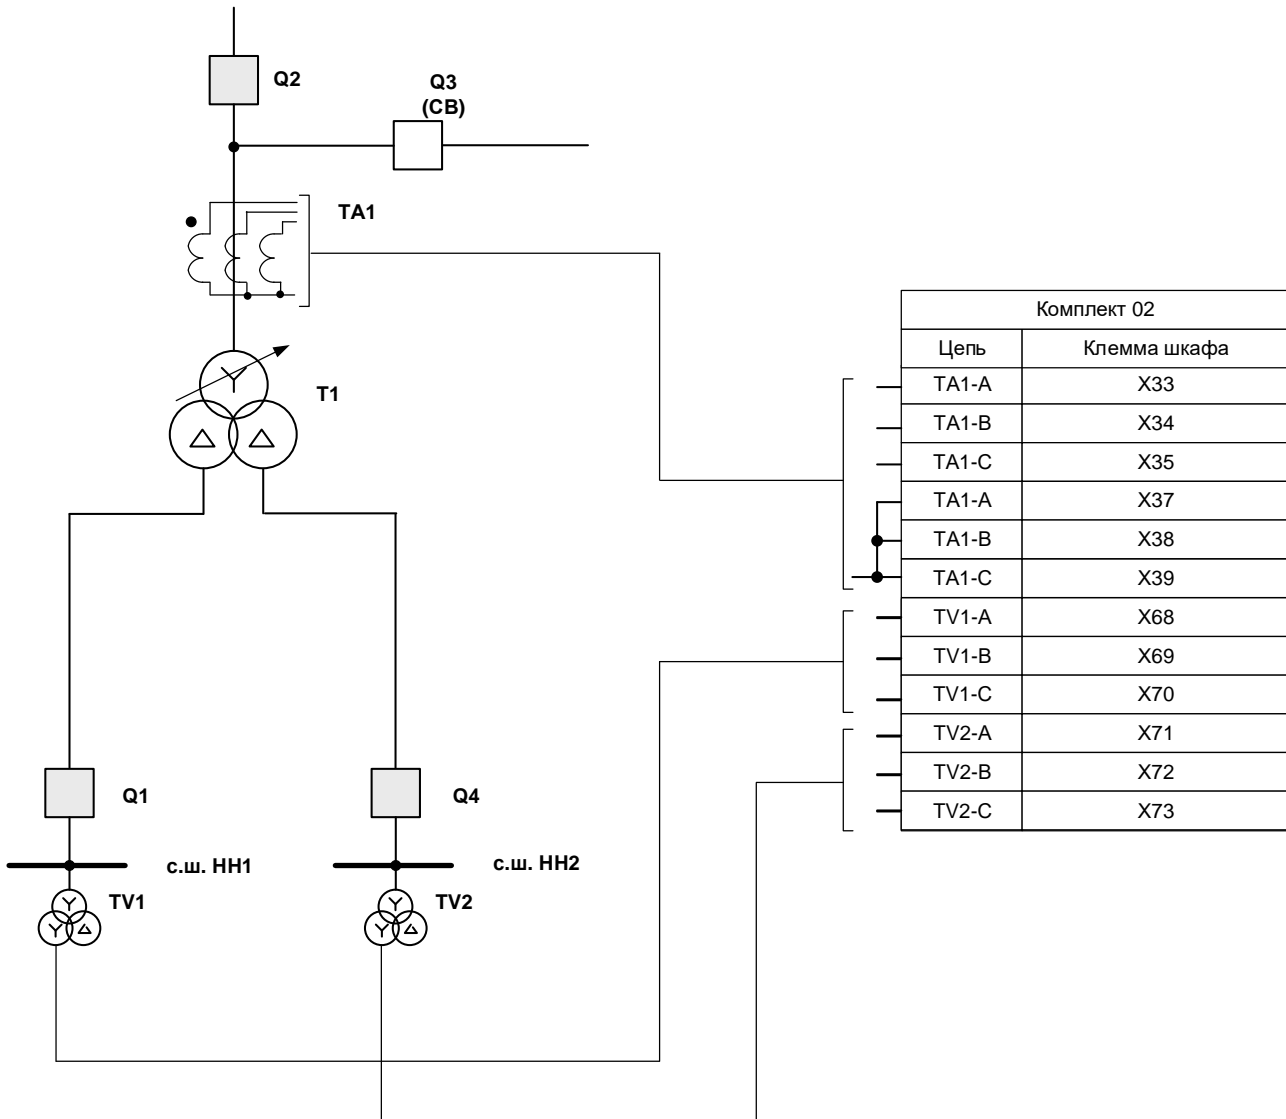 Q2
Q3
(СВ)
TA1
T1
Комплект 02
Цепь Клемма шкафа
TA1-A X33
TA1-B X34
TA1-C X35
TA1-A X37
TA1-B X38
TA1-C X39
TV1-A X68
TV1-B X69
TV1-C X70
TV2-A X71
TV2-B X72
TV2-C X73
Q1
Q4
с.ш. НН1
с.ш. НН2
TV1
TV2